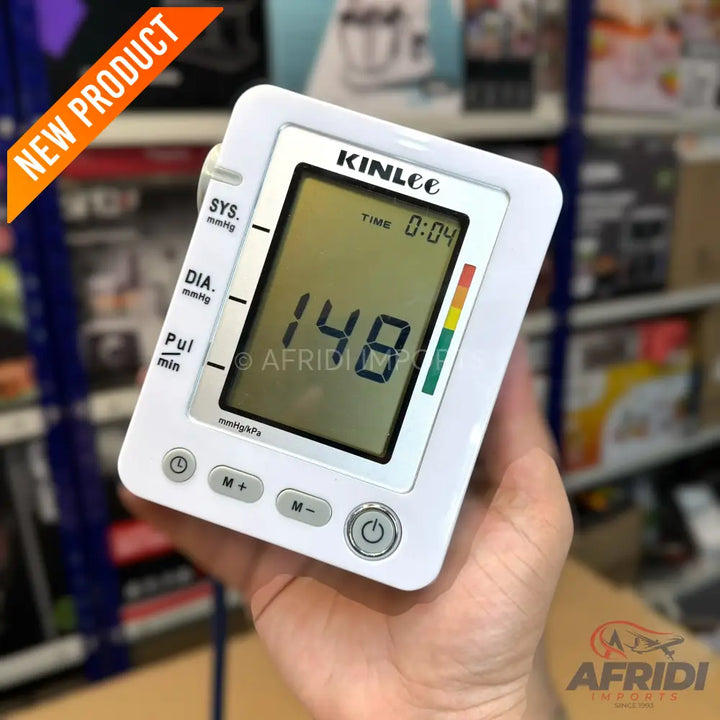 NEW PRODUCT
KINLee
TIME 0:04
SYS.
mmHg
DIA.
mmHg
Pul
min
148
© AFRIDI IMPORTS
mmHg/kPa
M +
M −
AFRIDI
IMPORTS
SINCE 1993